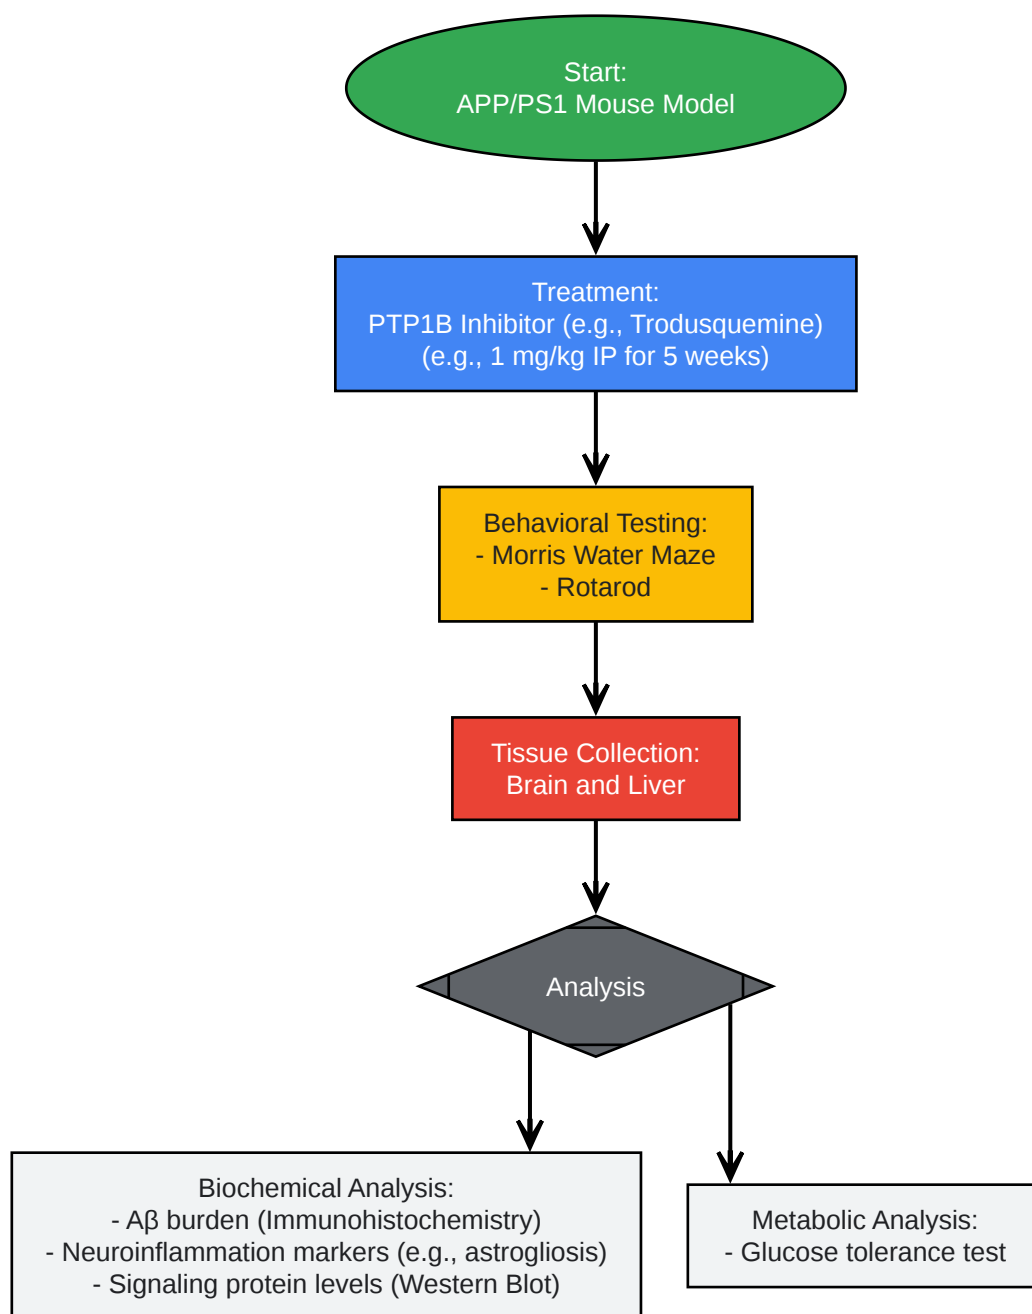 Start:
APP/PS1 Mouse Model
Treatment:
PTP1B Inhibitor (e.g., Trodusquemine)
(e.g., 1 mg/kg IP for 5 weeks)
Behavioral Testing:
- Morris Water Maze
- Rotarod
Tissue Collection:
Brain and Liver
Analysis
Biochemical Analysis:
- Aβ burden (Immunohistochemistry)
- Neuroinflammation markers (e.g., astrogliosis)
- Signaling protein levels (Western Blot)
Metabolic Analysis:
- Glucose tolerance test